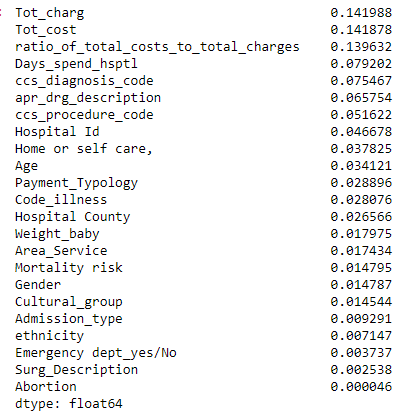 Tot_charg 0.141988
Tot_cost 0.141878
ratio_of_total_costs_to_total_charges 0.139632
Days_spend_hsptl 0.079202
ccs_diagnosis_code 0.075467
apr_drg_description 0.065754
ccs_procedure_code 0.051622
Hospital Id 0.046678
Home or self care, 0.037825
Age 0.034121
Payment_Typology 0.028896
Code_illness 0.028076
Hospital County 0.026566
Weight_baby 0.017975
Area_Service 0.017434
Mortality risk 0.014795
Gender 0.014787
Cultural_group 0.014544
Admission_type 0.009291
ethnicity 0.007147
Emergency dept_yes/No 0.003737
Surg_Description 0.002538
Abortion 0.000046
dtype: float64